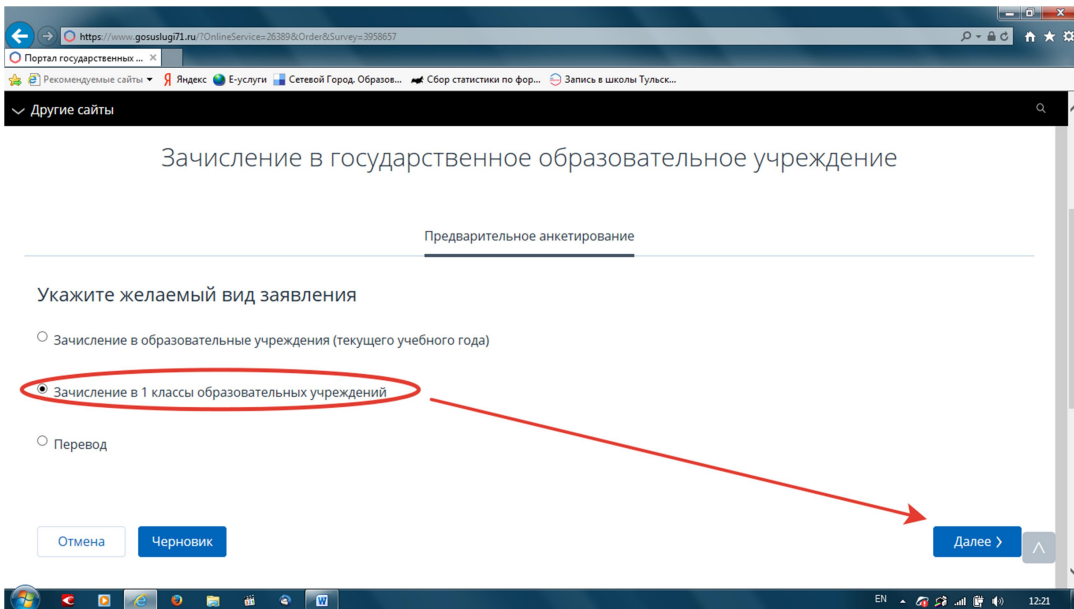 https://www.gosuslugi71.ru/?OnlineService=26389&Order&Survey=3958657
Портал государственных ...
Рекомендуемые сайты
Яндекс
Е-услуги
Сетевой Город. Образов...
Сбор статистики по фор...
Запись в школы Тульск...
Другие сайты
Зачисление в государственное образовательное учреждение
Предварительное анкетирование
Укажите желаемый вид заявления
Зачисление в образовательные учреждения (текущего учебного года)
Зачисление в 1 классы образовательных учреждений
Перевод
Отмена
Черновик
Далее
EN
12:21